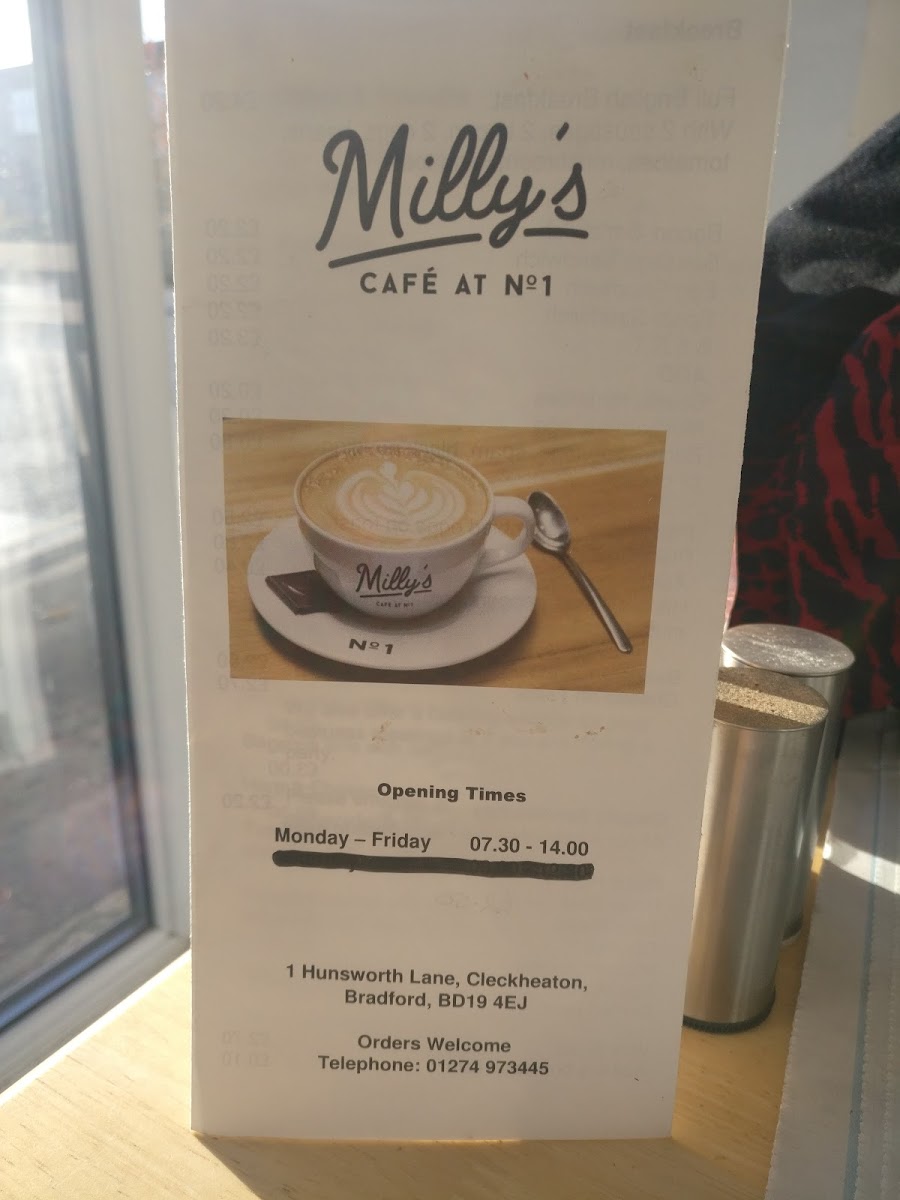 Milly's
CAFÉ AT Nº1
Milly's
CAFÉ AT Nº1
Nº1
Opening Times
Monday – Friday 07.30 - 14.00
1 Hunsworth Lane, Cleckheaton,
Bradford, BD19 4EJ
Orders Welcome
Telephone: 01274 973445